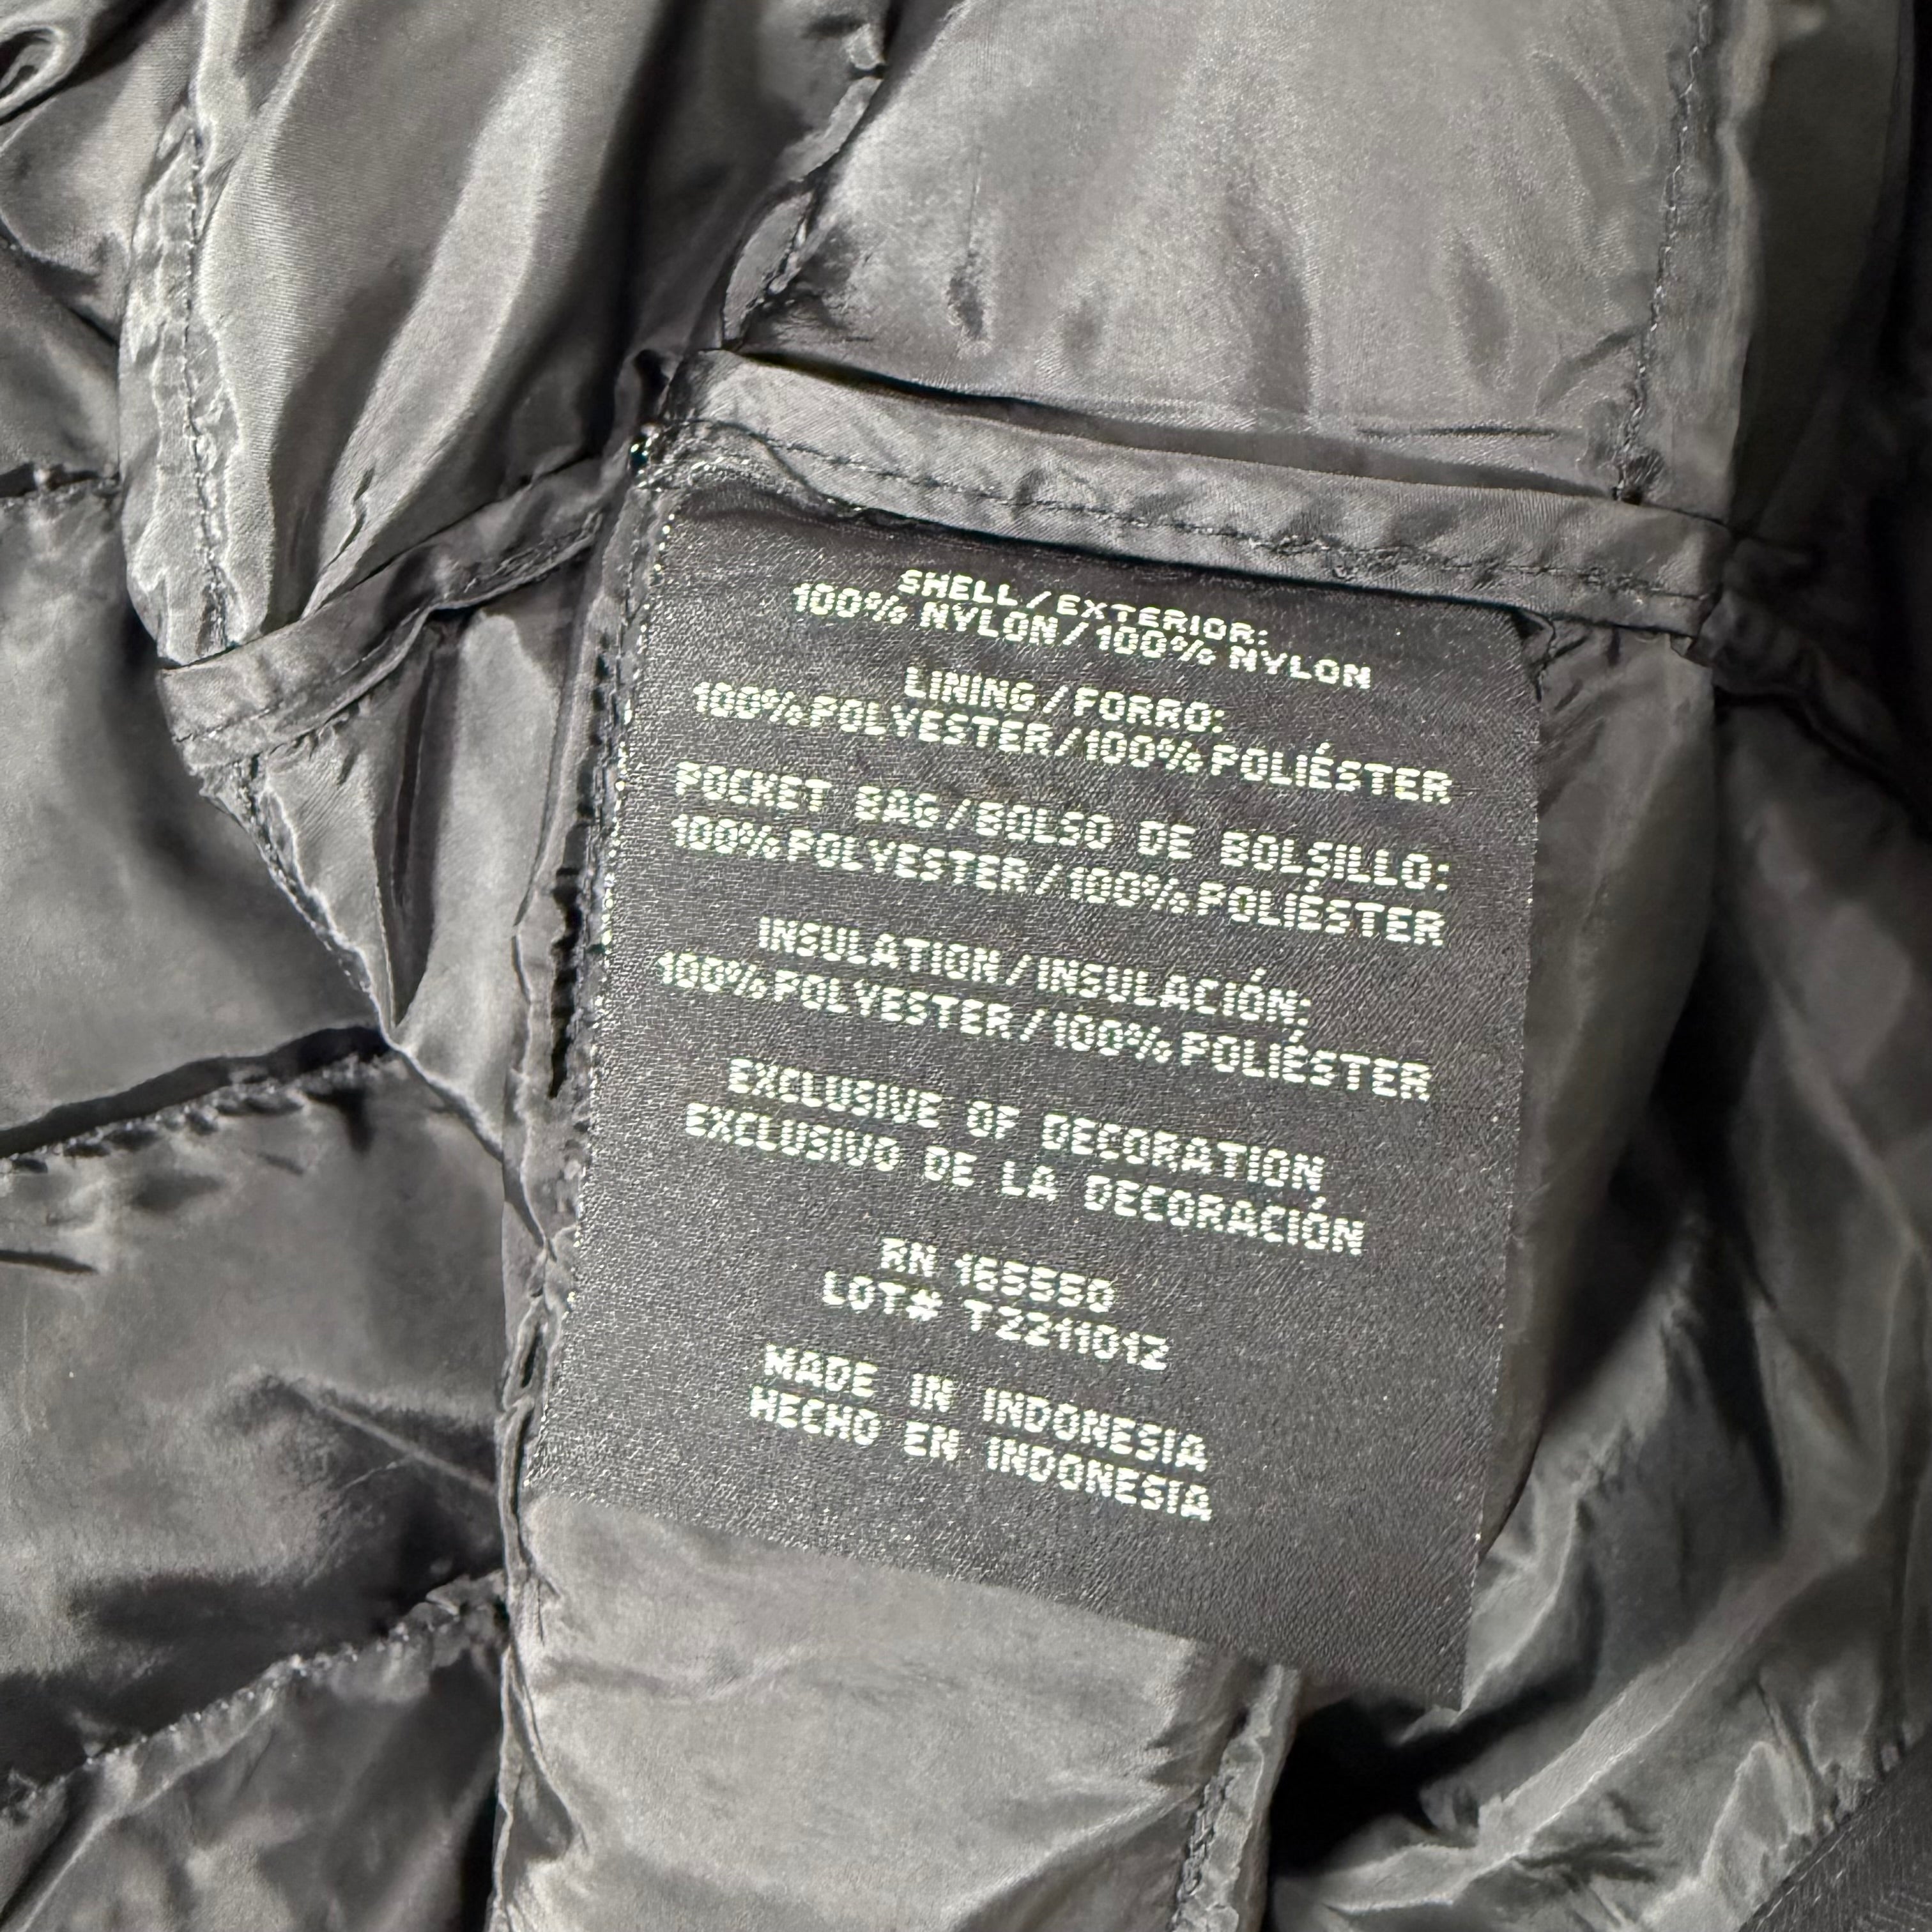 SHELL/EXTERIOR:
100% NYLON/100% NYLON
LINING/FORRO:
100% POLYESTER/100% POLIÉSTER
POCKET BAG/BOLSO DE BOLSILLO:
100% POLYESTER/100% POLIÉSTER
INSULATION/INSULACIÓN:
100% POLYESTER/100% POLIÉSTER
EXCLUSIVE OF DECORATION
EXCLUSIVO DE LA DECORACIÓN
RN 165550
LOT# T2211012
MADE IN INDONESIA
HECHO EN INDONESIA